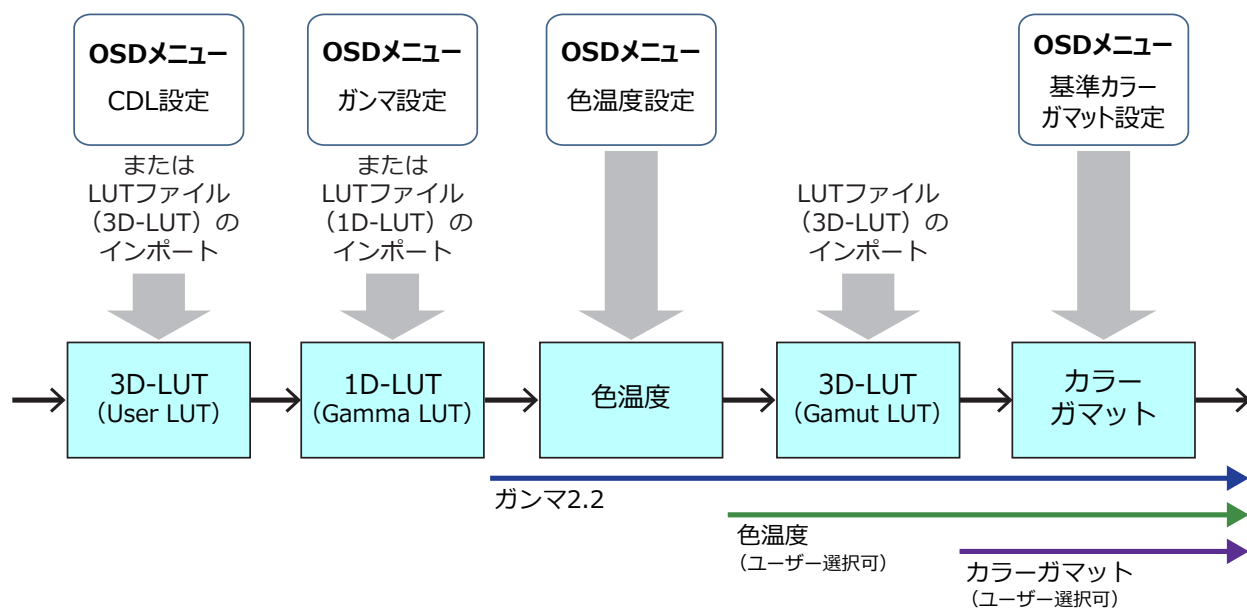 OSDメニュー
CDL設定
または
LUTファイル
（3D-LUT）の
インポート
OSDメニュー
ガンマ設定
または
LUTファイル
（1D-LUT）の
インポート
OSDメニュー
色温度設定
LUTファイル
（3D-LUT）の
インポート
OSDメニュー
基準カラー
ガマット設定
3D-LUT
（User LUT）
1D-LUT
（Gamma LUT）
色温度
3D-LUT
（Gamut LUT）
カラー
ガマット
ガンマ2.2
色温度
（ユーザー選択可）
カラーガマット
（ユーザー選択可）